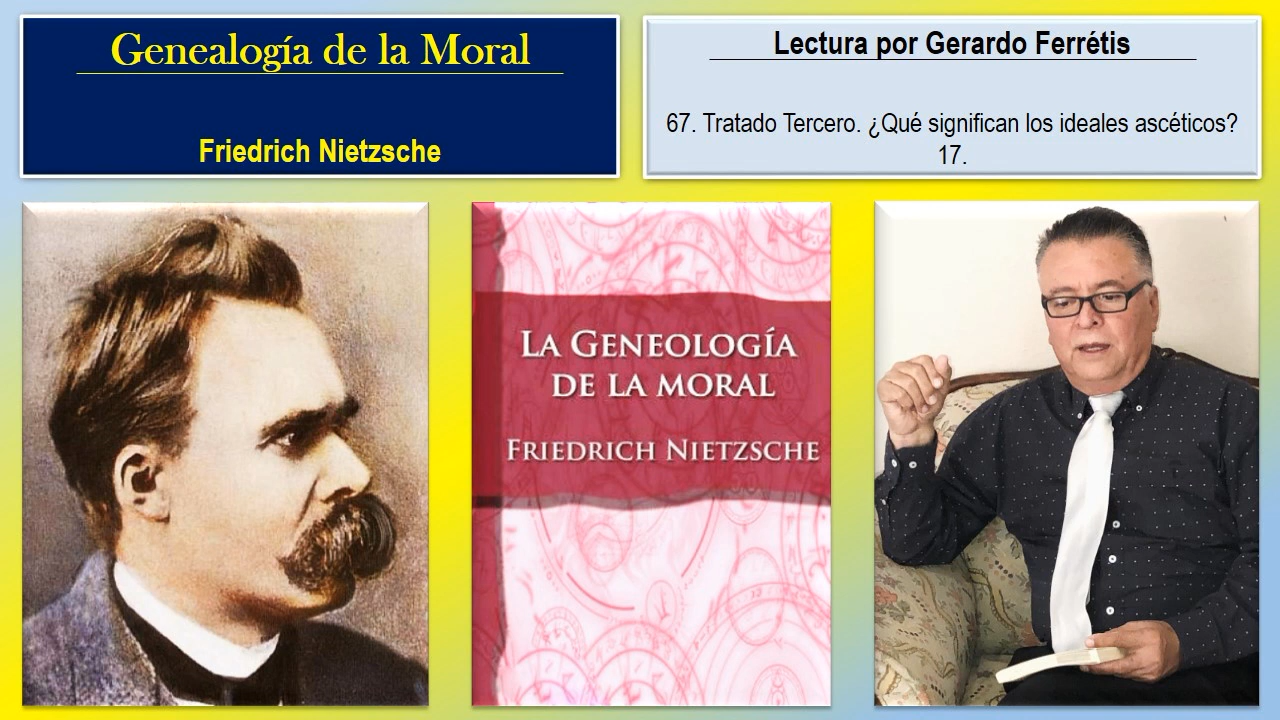 Genealogía de la Moral
Friedrich Nietzsche
Lectura por Gerardo Ferrétis
67. Tratado Tercero. ¿Qué significan los ideales ascéticos?
17.
La Geneología
de la moral
Friedrich Nietzsche